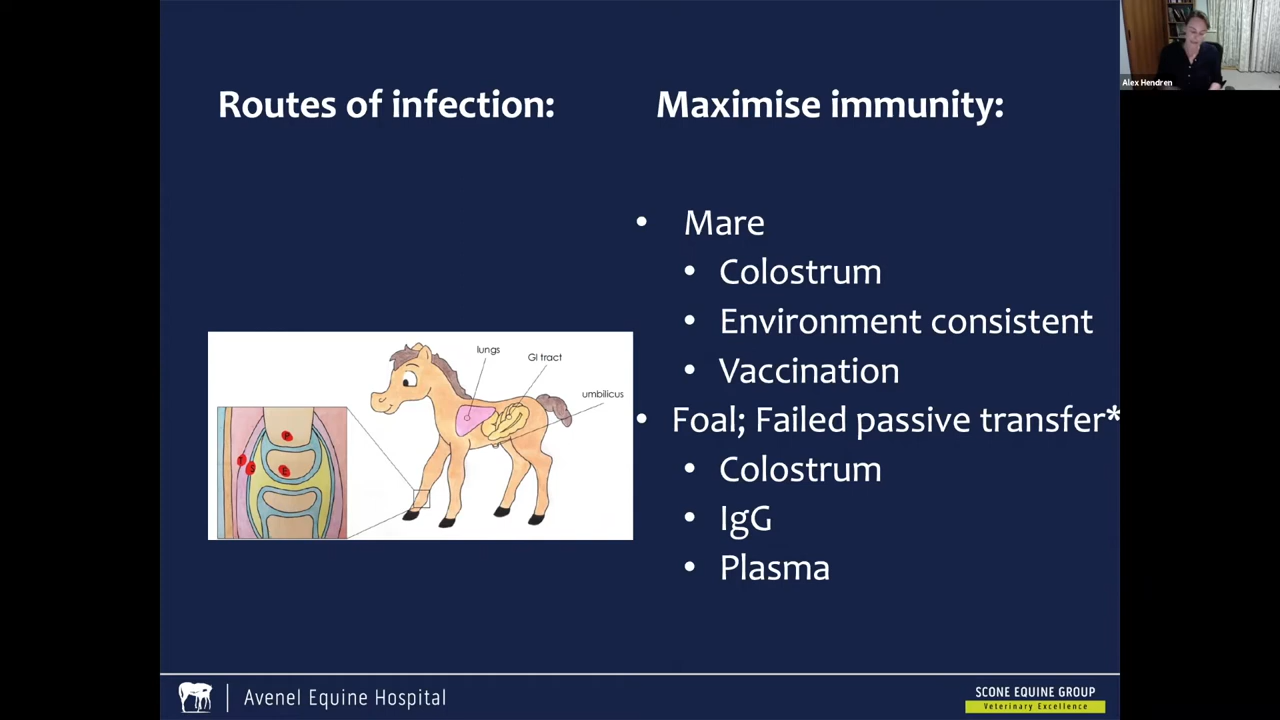 Alex Hendren
Routes of infection:
Maximise immunity:
• Mare
• Colostrum
• Environment consistent
• Vaccination
• Foal; Failed passive transfer*
• Colostrum
• IgG
• Plasma
lungs
GI tract
umbilicus
P
T
S
E
Avenel Equine Hospital
SCONE EQUINE GROUP
Veterinary Excellence